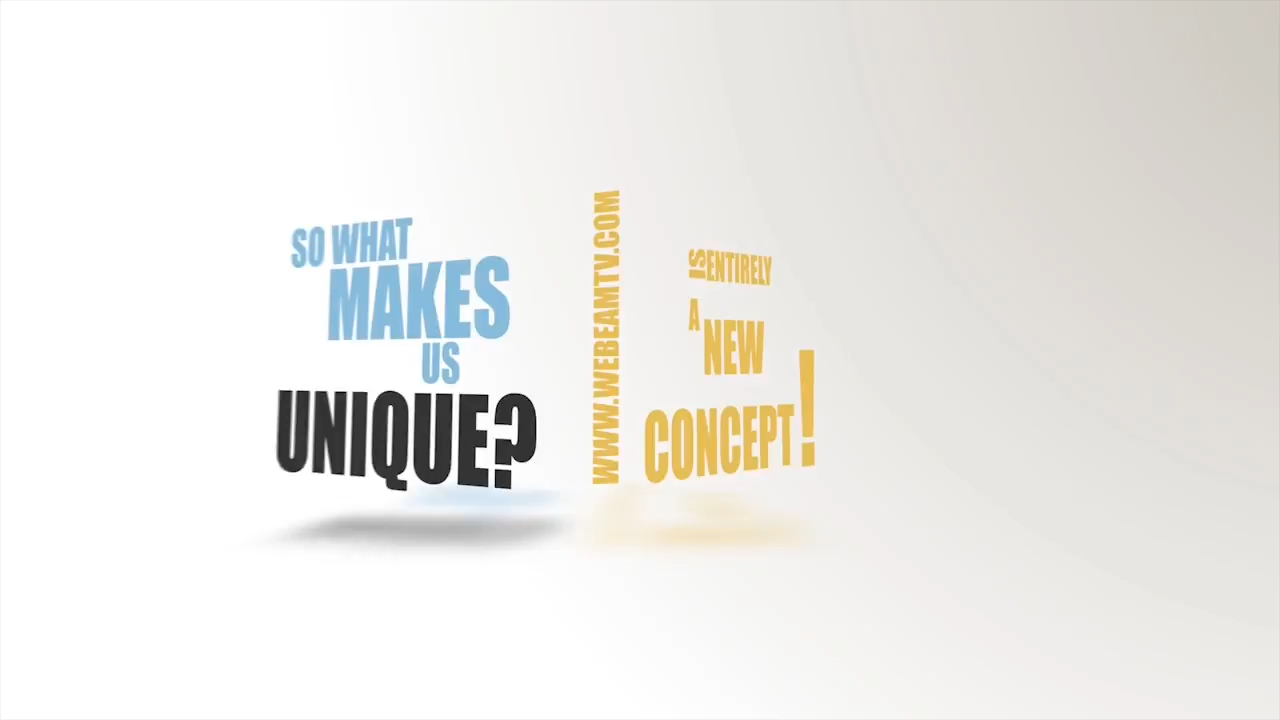 SO WHAT
MAKES
US
UNIQUE?
WWW.WEBEAMTV.COM
IS ENTIRELY
A NEW
CONCEPT!